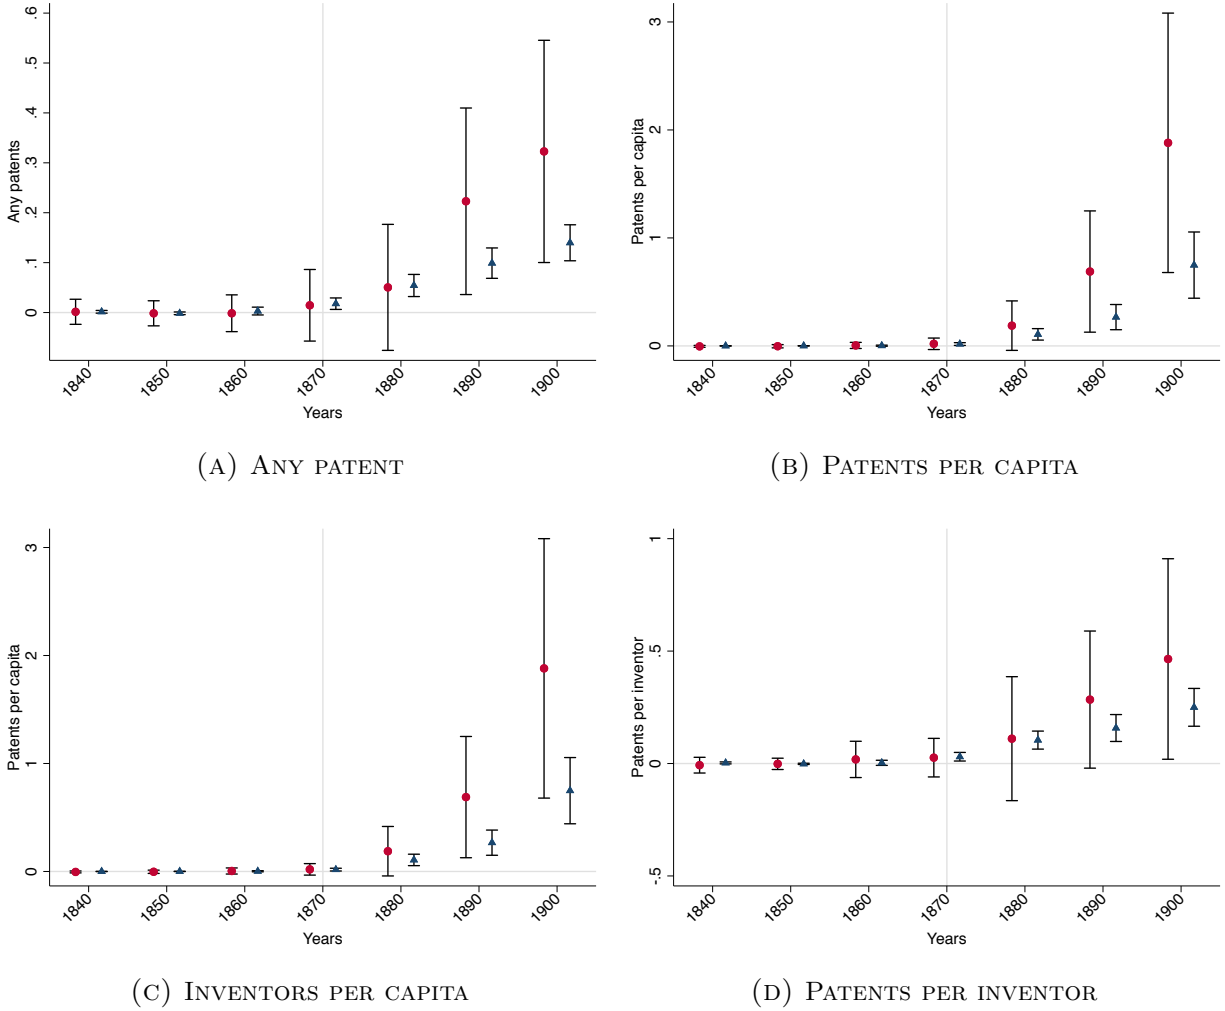 Any patents
.6
.5
.4
.3
.2
.1
0
1840 1850 1860 1870 1880 1890 1900
Years
(A) ANY PATENT
Patents per capita
3
2
1
0
1840 1850 1860 1870 1880 1890 1900
Years
(B) PATENTS PER CAPITA
Patents per capita
3
2
1
0
1840 1850 1860 1870 1880 1890 1900
Years
(C) INVENTORS PER CAPITA
Patents per inventor
1
.5
0
-.5
1840 1850 1860 1870 1880 1890 1900
Years
(D) PATENTS PER INVENTOR